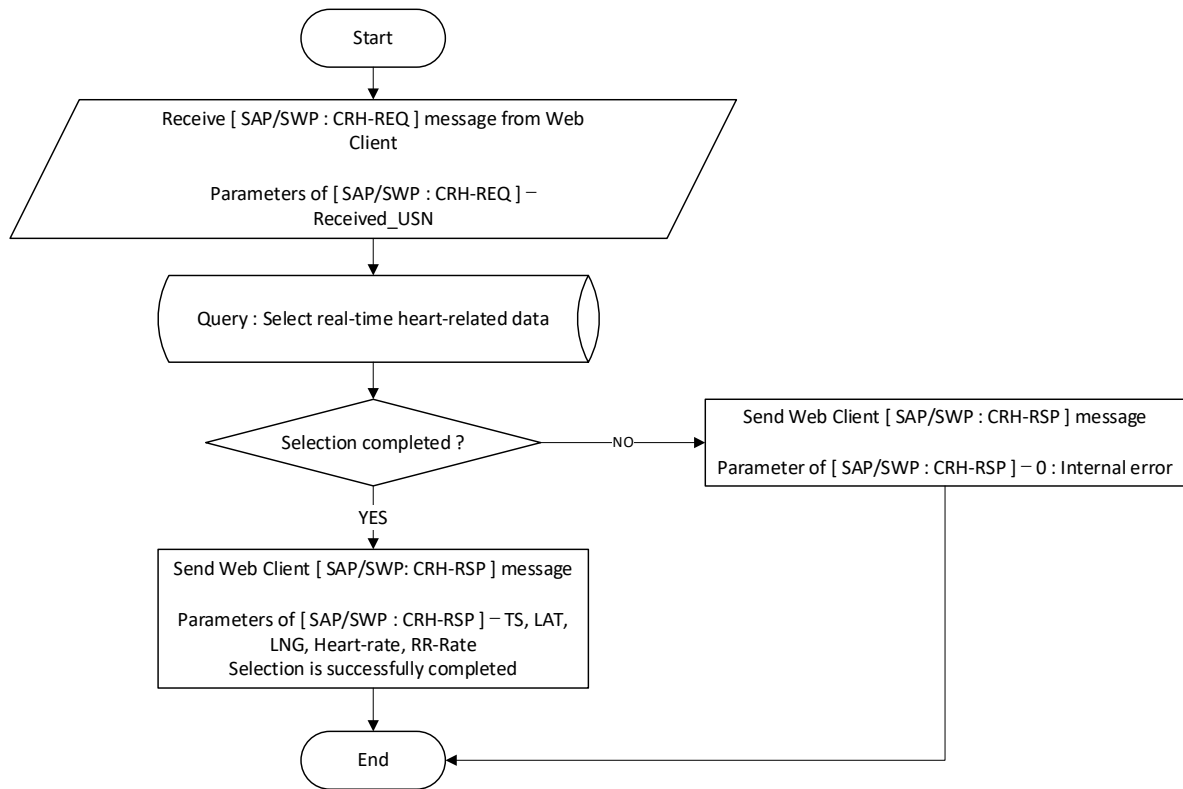 Start
Receive [ SAP/SWP : CRH-REQ ] message from Web
Client
Parameters of [ SAP/SWP : CRH-REQ ] –
Received_USN
Query : Select real-time heart-related data
Selection completed ?
NO
Send Web Client [ SAP/SWP : CRH-RSP ] message
Parameter of [ SAP/SWP : CRH-RSP ] – 0 : Internal error
YES
Send Web Client [ SAP/SWP: CRH-RSP ] message
Parameters of [ SAP/SWP : CRH-RSP ] – TS, LAT,
LNG, Heart-rate, RR-Rate
Selection is successfully completed
End